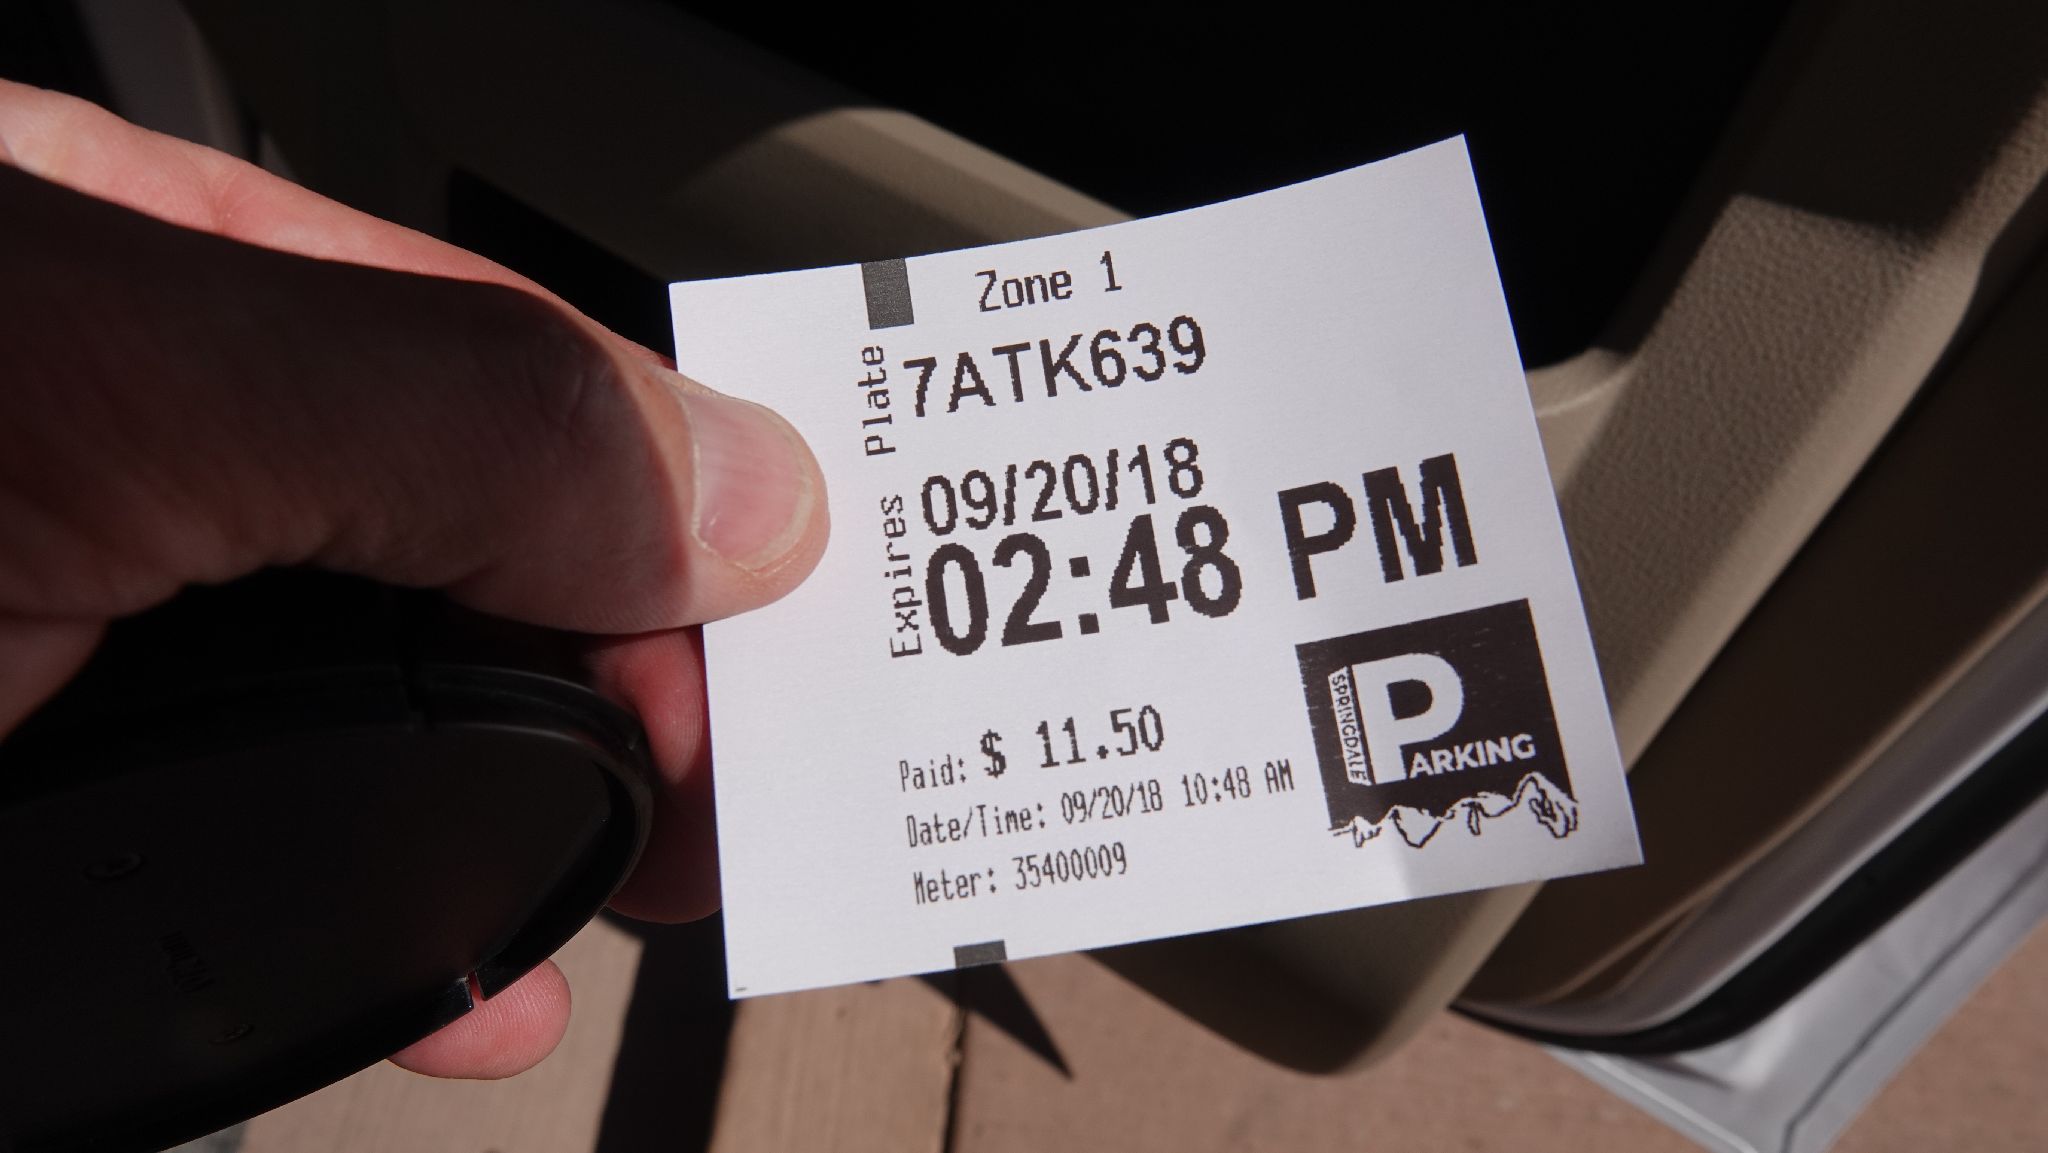 Zone 1
Plate 7ATK639
Expires 09/20/18
02:48 PM
Paid: $ 11.50
Date/Time: 09/20/18 10:48 AM
Meter: 35400009
SPRINGDALE
PARKING